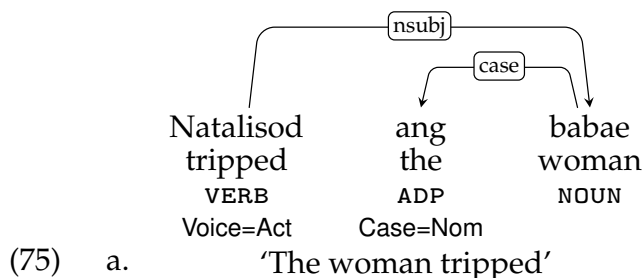 nsubj
case
Natalisod ang babae
tripped the woman
VERB ADP NOUN
Voice=Act Case=Nom
(75) a. ‘The woman tripped’